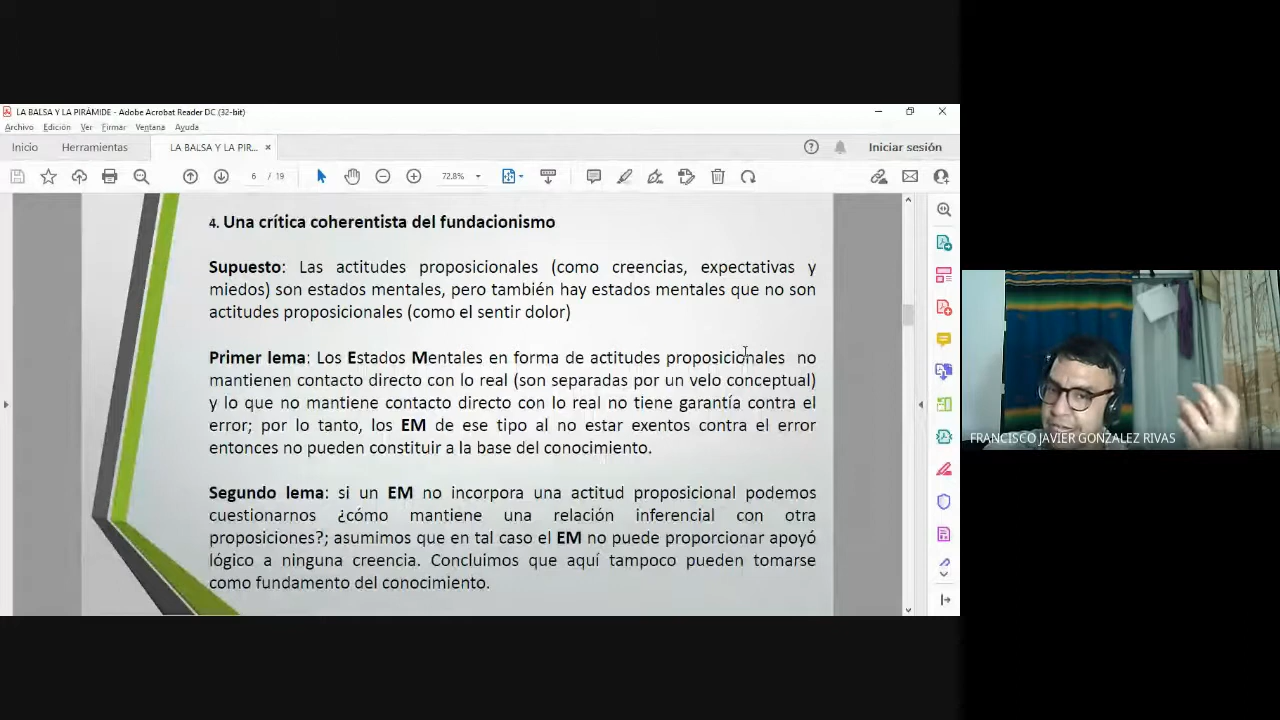 LA BALSA Y LA PIRÁMIDE - Adobe Acrobat Reader DC (32-bit)
Archivo Edición Ver Firmar Ventana Ayuda
Inicio Herramientas LA BALSA Y LA PIR... × Iniciar sesión
6 / 19 72.8%
4. Una crítica coherentista del fundacionismo
Supuesto: Las actitudes proposicionales (como creencias, expectativas y
miedos) son estados mentales, pero también hay estados mentales que no son
actitudes proposicionales (como el sentir dolor)
Primer lema: Los Estados Mentales en forma de actitudes proposicionales no
mantienen contacto directo con lo real (son separadas por un velo conceptual)
y lo que no mantiene contacto directo con lo real no tiene garantía contra el
error; por lo tanto, los EM de ese tipo al no estar exentos contra el error
entonces no pueden constituir a la base del conocimiento.
Segundo lema: si un EM no incorpora una actitud proposicional podemos
cuestionarnos ¿cómo mantiene una relación inferencial con otra
proposiciones?; asumimos que en tal caso el EM no puede proporcionar apoyó
lógico a ninguna creencia. Concluimos que aquí tampoco pueden tomarse
como fundamento del conocimiento.
FRANCISCO JAVIER GONZALEZ RIVAS